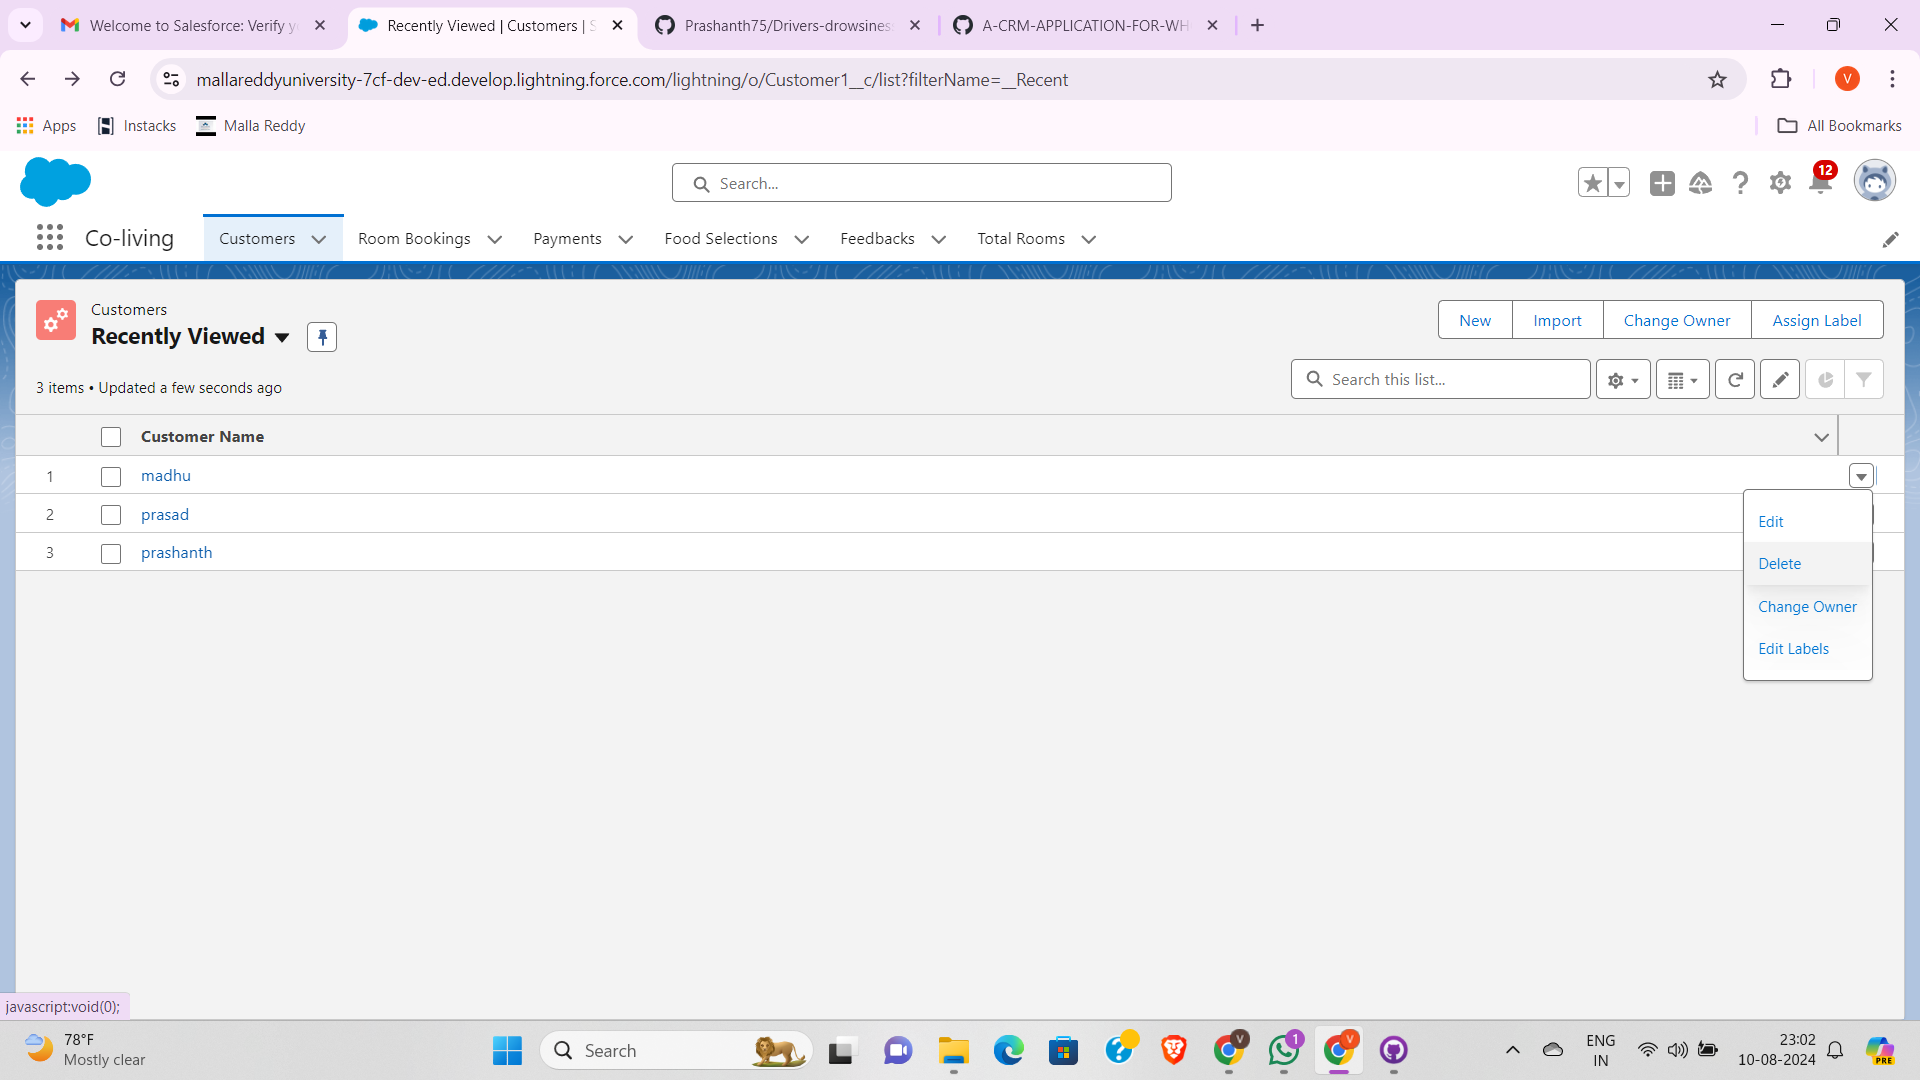 Welcome to Salesforce: Verify y
Recently Viewed | Customers | S
Prashanth75/Drivers-drowsines
A-CRM-APPLICATION-FOR-WH
mallareddyuniversity-7cf-dev-ed.develop.lightning.force.com/lightning/o/Customer1__c/list?filterName=__Recent
V
Apps
Instacks
Malla Reddy
All Bookmarks
Search...
12
Co-living
Customers
Room Bookings
Payments
Food Selections
Feedbacks
Total Rooms
Customers
Recently Viewed
New
Import
Change Owner
Assign Label
3 items • Updated a few seconds ago
Search this list...
Customer Name
1 madhu
2 prasad
3 prashanth
Edit
Delete
Change Owner
Edit Labels
javascript:void(0);
78°F
Mostly clear
Search
V
1
V
ENG
IN
23:02
10-08-2024
PRE